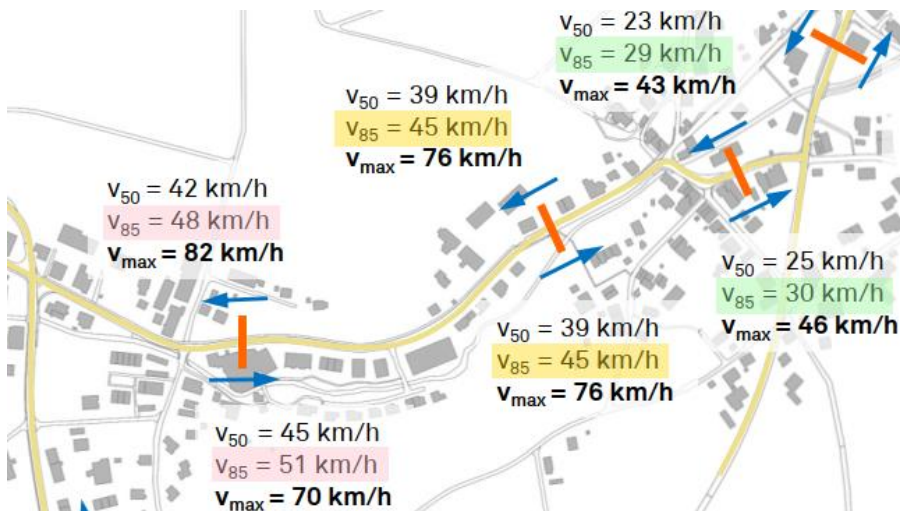 v50 = 23 km/h
v85 = 29 km/h
vmax = 43 km/h
v50 = 39 km/h
v85 = 45 km/h
vmax = 76 km/h
v50 = 42 km/h
v85 = 48 km/h
vmax = 82 km/h
v50 = 25 km/h
v85 = 30 km/h
vmax = 46 km/h
v50 = 39 km/h
v85 = 45 km/h
vmax = 76 km/h
v50 = 45 km/h
v85 = 51 km/h
vmax = 70 km/h